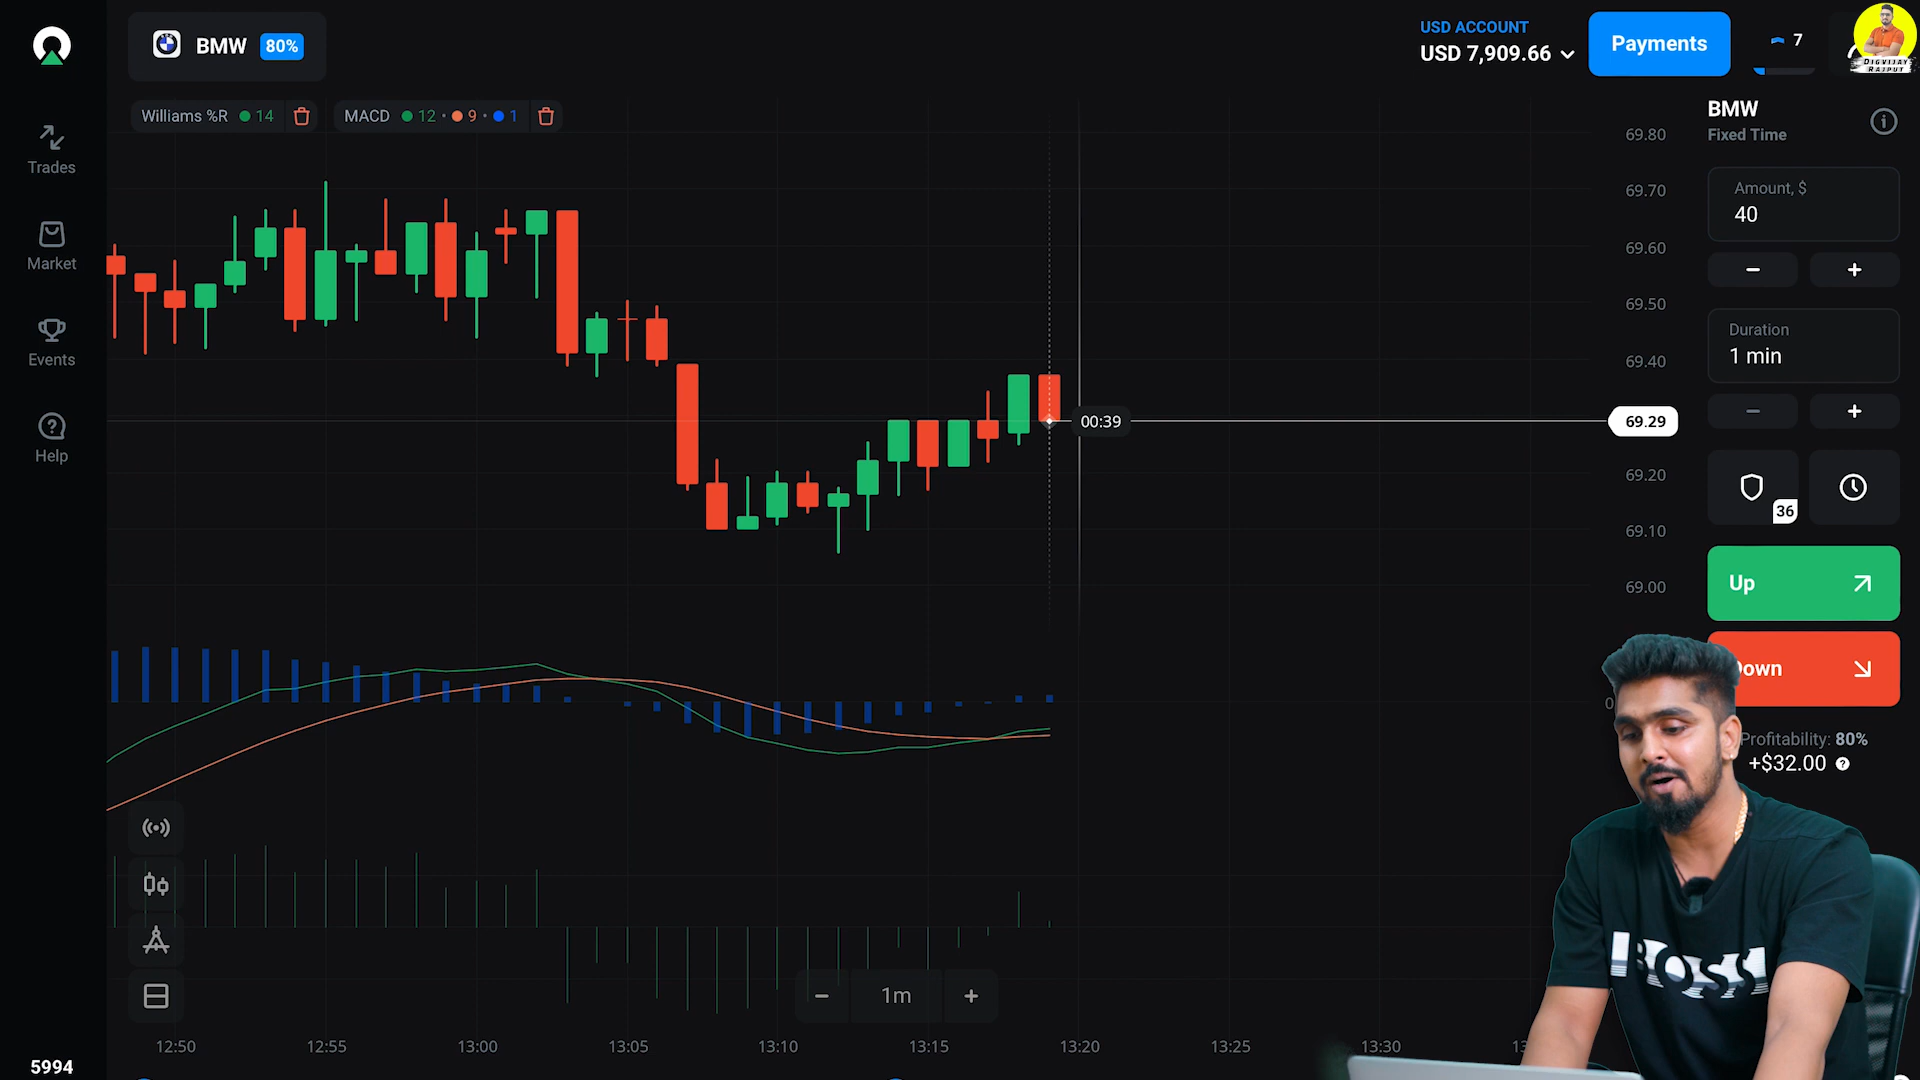 BMW 80%
USD ACCOUNT
USD 7,909.66
Payments
7
DIGVIJAY
RAJPUT
Williams %R 14
MACD 12 · 9 · 1
Trades
Market
Events
Help
5994
69.80
69.70
69.60
69.50
69.40
69.29
69.20
69.10
69.00
00:39
BMW
Fixed Time
Amount, $
40
Duration
1 min
36
Up
Down
Profitability: 80%
+$32.00
1m
12:50
12:55
13:00
13:05
13:10
13:15
13:20
13:25
13:30
BOSS